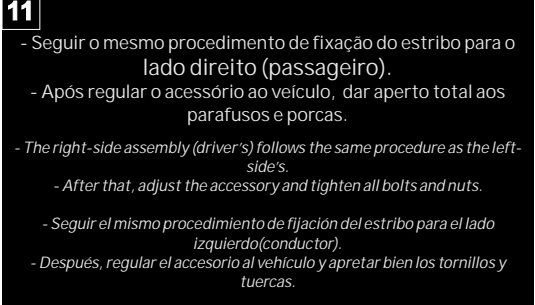 11
- Seguir o mesmo procedimento de fixação do estribo para o
lado direito (passageiro).
- Após regular o acessório ao veículo, dar aperto total aos
parafusos e porcas.
- The right-side assembly (driver's) follows the same procedure as the left-
side's.
- After that, adjust the accessory and tighten all bolts and nuts.
- Seguir el mismo procedimiento de fijación del estribo para el lado
izquierdo(conductor).
- Después, regular el accesorio al vehículo y apretar bien los tornillos y
tuercas.